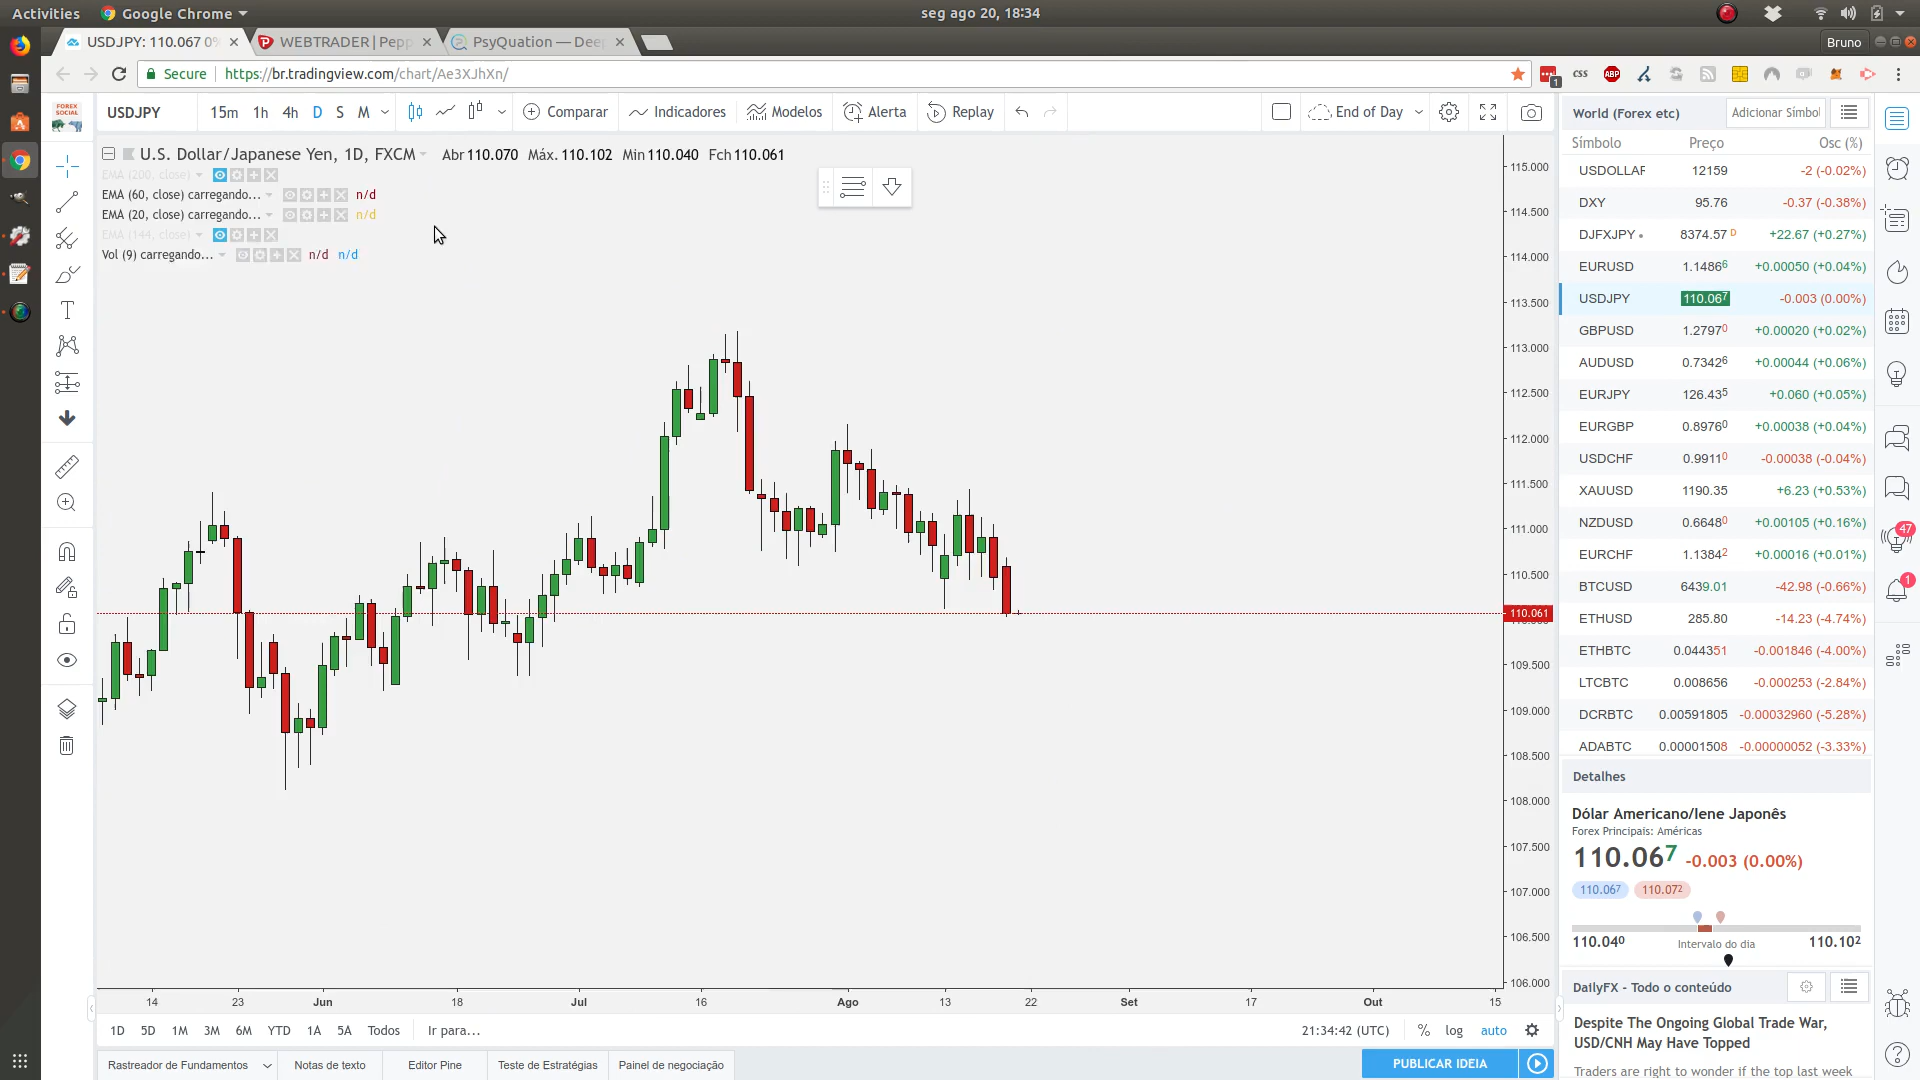 Activities
Google Chrome
seg ago 20, 18:34
USDJPY: 110.067 0%
WEBTRADER | Pepp
PsyQuation — Deep
Bruno
Secure
https://br.tradingview.com/chart/Ae3XJhXn/
1
CSS
ABP
FOREX
SOCIAL
USDJPY
15m
1h
4h
D
S
M
Comparar
Indicadores
Modelos
Alerta
Replay
End of Day
U.S. Dollar/Japanese Yen, 1D, FXCM
Abr 110.070 Máx. 110.102 Min 110.040 Fch 110.061
EMA (200, close)
EMA (60, close) carregando...
n/d
EMA (20, close) carregando...
n/d
EMA (144, close)
Vol (9) carregando...
n/d n/d
115.000
114.500
114.000
113.500
113.000
112.500
112.000
111.500
111.000
110.500
110.061
109.500
109.000
108.500
108.000
107.500
107.000
106.500
106.000
14
23
Jun
18
Jul
16
Ago
13
22
Set
17
Out
15
1D
5D
1M
3M
6M
YTD
1A
5A
Todos
Ir para...
21:34:42 (UTC)
%
log
auto
Rastreador de Fundamentos
Notas de texto
Editor Pine
Teste de Estratégias
Painel de negociação
PUBLICAR IDEIA
World (Forex etc)
Adicionar Símbol
Símbolo Preço Osc (%)
USDOLLAR 12159 -2 (-0.02%)
DXY 95.76 -0.37 (-0.38%)
DJFXJPY 8374.57 D +22.67 (+0.27%)
EURUSD 1.14866 +0.00050 (+0.04%)
USDJPY 110.067 -0.003 (0.00%)
GBPUSD 1.27970 +0.00020 (+0.02%)
AUDUSD 0.73426 +0.00044 (+0.06%)
EURJPY 126.435 +0.060 (+0.05%)
EURGBP 0.89760 +0.00038 (+0.04%)
USDCHF 0.99110 -0.00038 (-0.04%)
XAUUSD 1190.35 +6.23 (+0.53%)
NZDUSD 0.66480 +0.00105 (+0.16%)
EURCHF 1.13842 +0.00016 (+0.01%)
BTCUSD 6439.01 -42.98 (-0.66%)
ETHUSD 285.80 -14.23 (-4.74%)
ETHBTC 0.044351 -0.001846 (-4.00%)
LTCBTC 0.008656 -0.000253 (-2.84%)
DCRBTC 0.00591805 -0.00032960 (-5.28%)
ADABTC 0.00001508 -0.00000052 (-3.33%)
Detalhes
Dólar Americano/Iene Japonês
Forex Principais: Américas
110.067 -0.003 (0.00%)
110.067 110.072
110.040 Intervalo do dia 110.102
DailyFX - Todo o conteúdo
Despite The Ongoing Global Trade War,
USD/CNH May Have Topped
Traders are right to wonder if the top last week
47
1